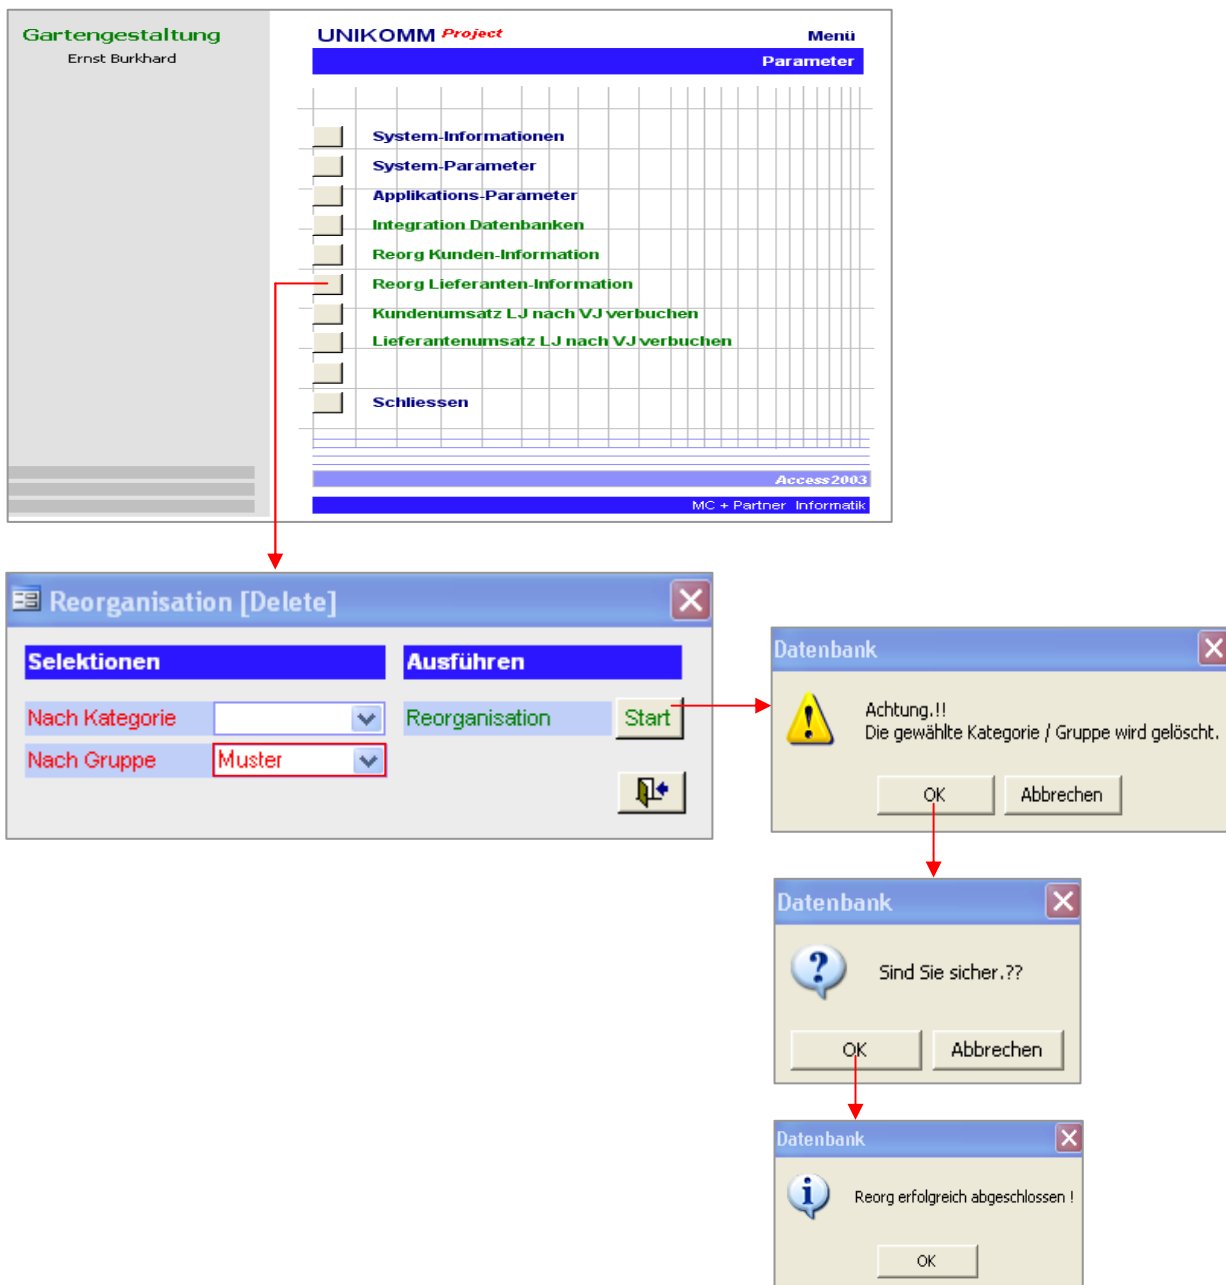 Gartengestaltung
Ernst Burkhard
UNIKOMM Project
Menü
Parameter
System-Informationen
System-Parameter
Applikations-Parameter
Integration Datenbanken
Reorg Kunden-Information
Reorg Lieferanten-Information
Kundenumsatz LJ nach VJ verbuchen
Lieferantenumsatz LJ nach VJ verbuchen
Schliessen
Access2003
MC + Partner Informatik
Reorganisation [Delete]
Selektionen
Ausführen
Nach Kategorie
Reorganisation
Start
Nach Gruppe
Muster
Datenbank
Achtung.!!
Die gewählte Kategorie / Gruppe wird gelöscht.
OK
Abbrechen
Datenbank
Sind Sie sicher.??
OK
Abbrechen
Datenbank
Reorg erfolgreich abgeschlossen !
OK